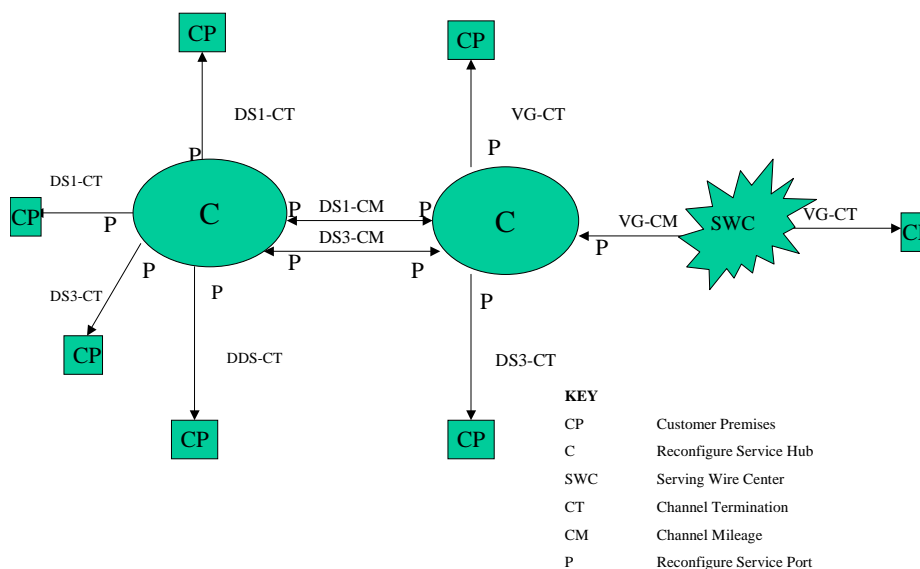 CP
CP
DS1-CT
VG-CT
P
P
DS1-CT
CP
P
C
P
DS1-CM
P
C
DS3-CM
P
P
P
VG-CM
SWC
VG-CT
CP
P
P
P
DS3-CT
CP
DDS-CT
DS3-CT
CP
CP
KEY
CP Customer Premises
C Reconfigure Service Hub
SWC Serving Wire Center
CT Channel Termination
CM Channel Mileage
P Reconfigure Service Port